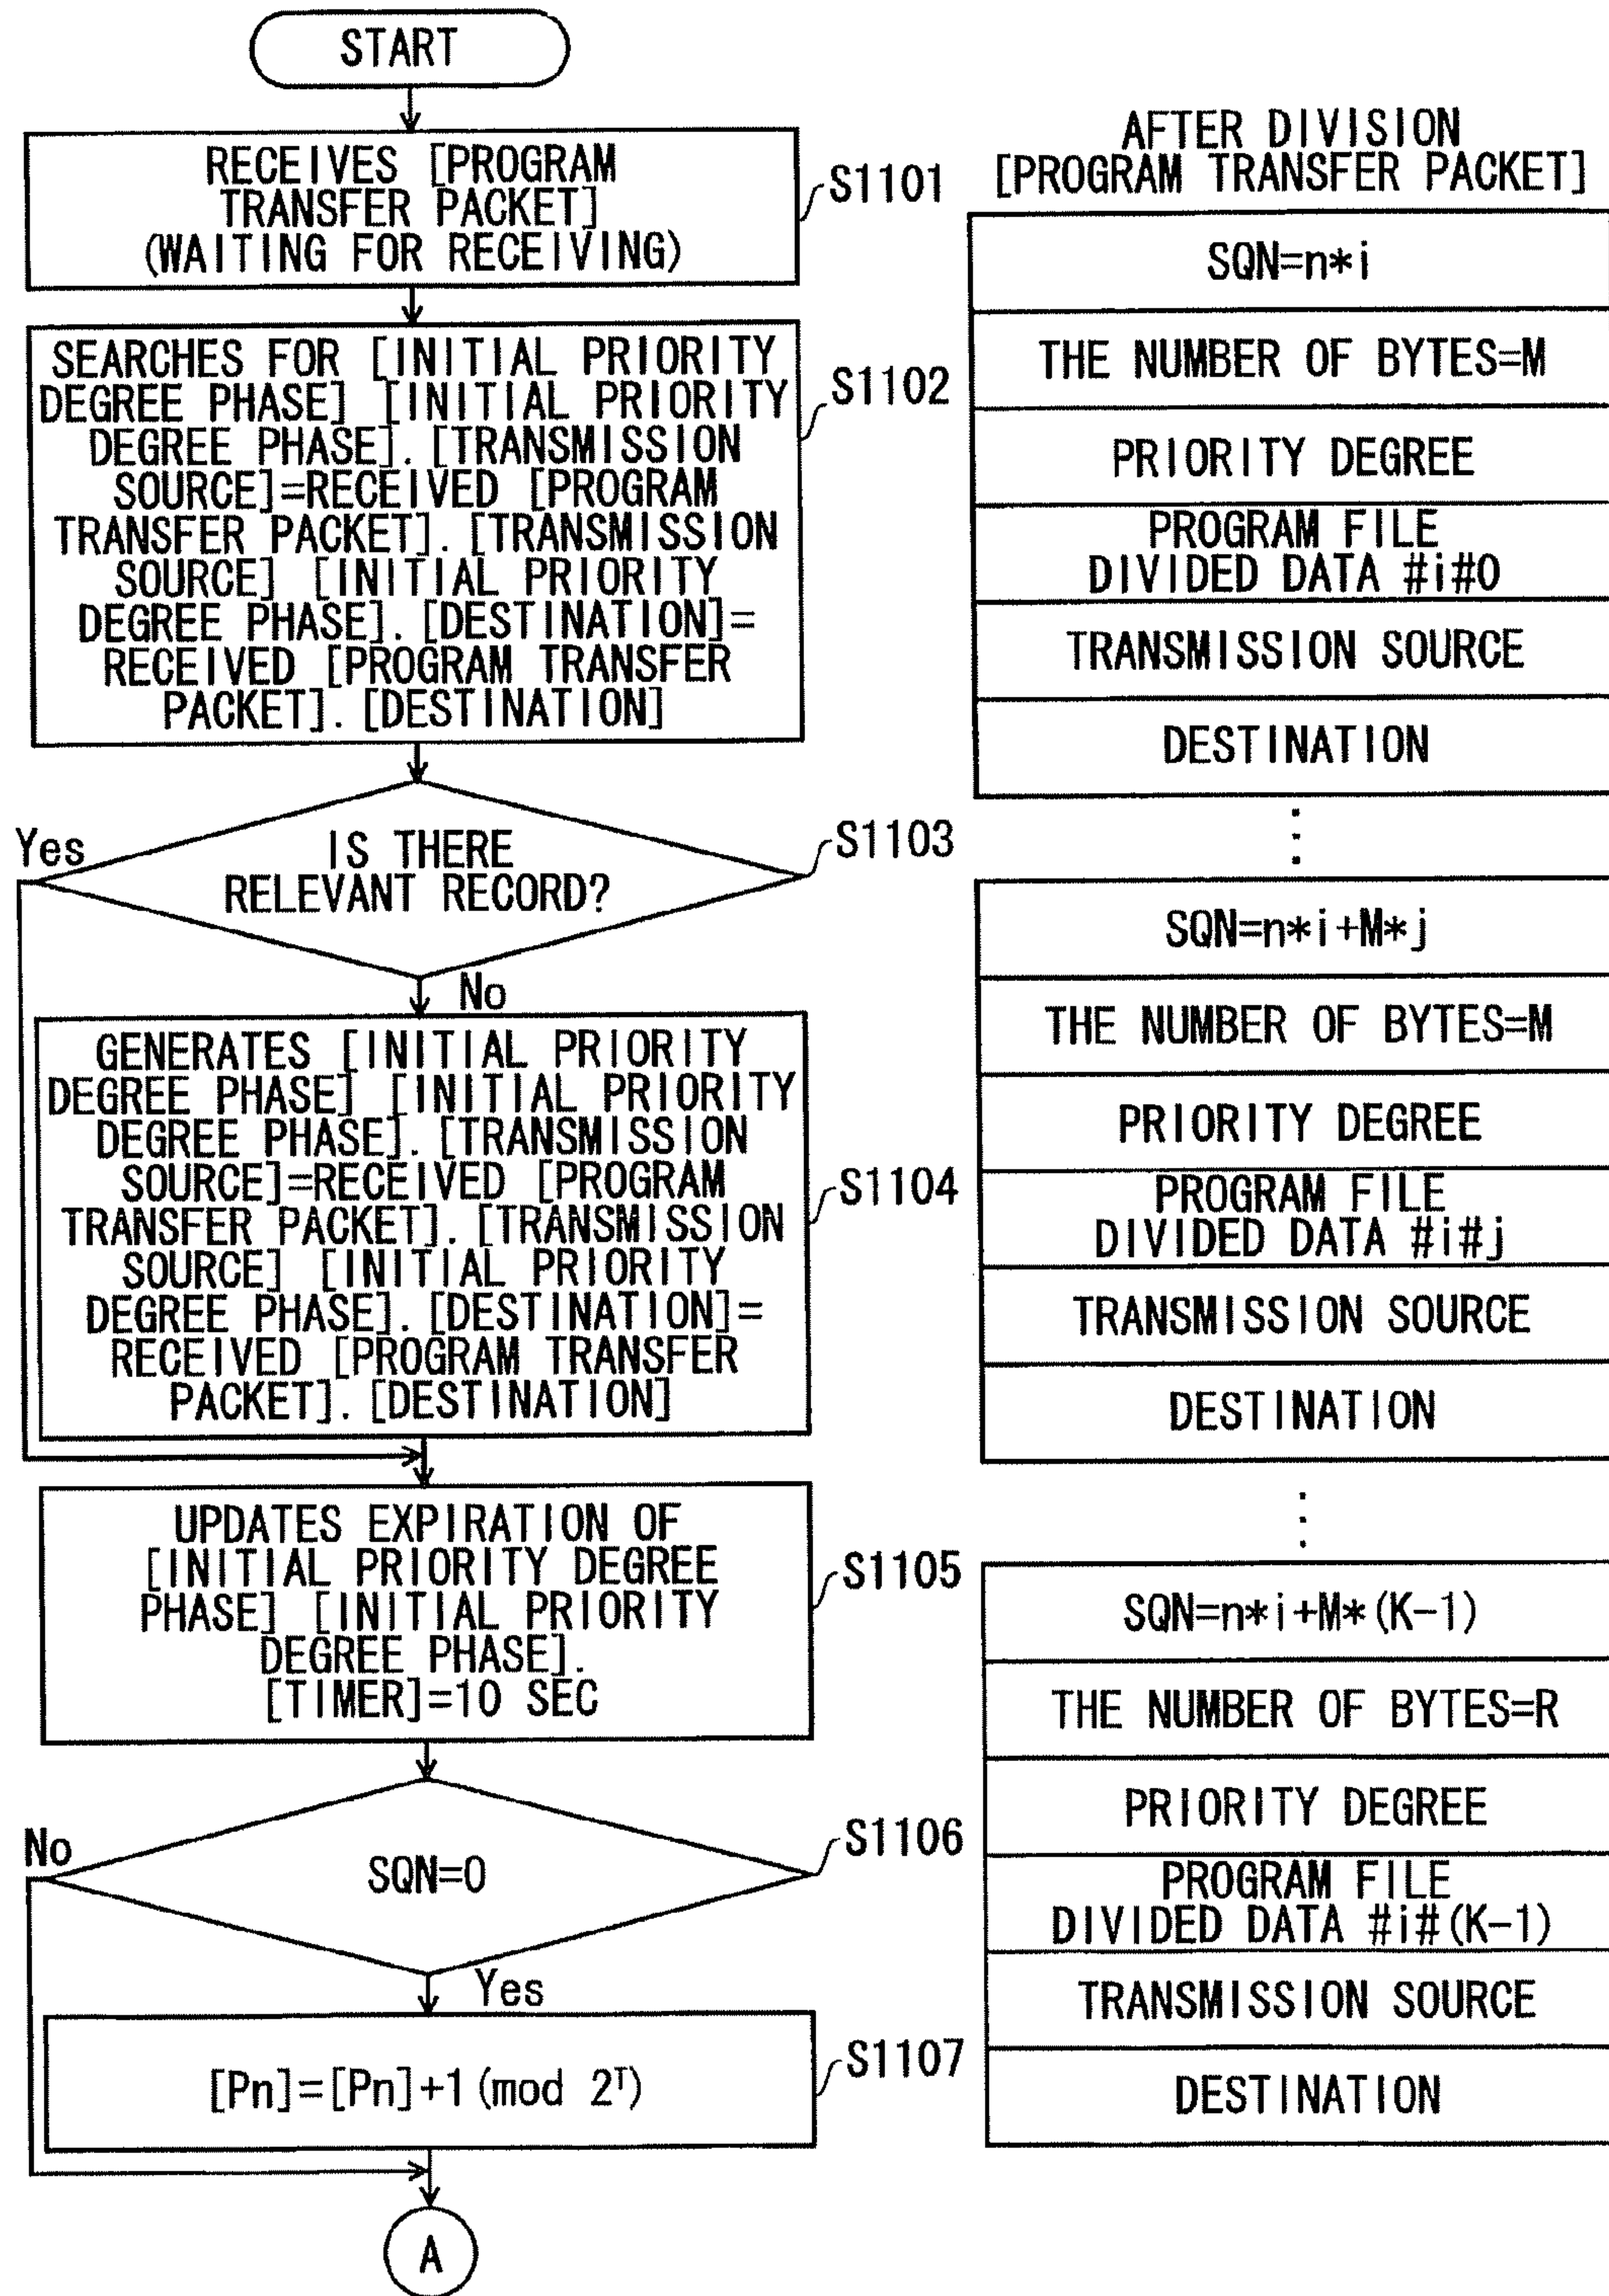 START
RECEIVES [PROGRAM
TRANSFER PACKET]
(WAITING FOR RECEIVING)
S1101
SEARCHES FOR [INITIAL PRIORITY
DEGREE PHASE] [INITIAL PRIORITY
DEGREE PHASE]. [TRANSMISSION
SOURCE]=RECEIVED [PROGRAM
TRANSFER PACKET]. [TRANSMISSION
SOURCE] [INITIAL PRIORITY
DEGREE PHASE]. [DESTINATION]=
RECEIVED [PROGRAM TRANSFER
PACKET]. [DESTINATION]
S1102
IS THERE
RELEVANT RECORD?
S1103
Yes
No
GENERATES [INITIAL PRIORITY
DEGREE PHASE] [INITIAL PRIORITY
DEGREE PHASE]. [TRANSMISSION
SOURCE]=RECEIVED [PROGRAM
TRANSFER PACKET]. [TRANSMISSION
SOURCE] [INITIAL PRIORITY
DEGREE PHASE]. [DESTINATION]=
RECEIVED [PROGRAM TRANSFER
PACKET]. [DESTINATION]
S1104
UPDATES EXPIRATION OF
[INITIAL PRIORITY DEGREE
PHASE] [INITIAL PRIORITY
DEGREE PHASE].
[TIMER]=10 SEC
S1105
No
SQN=0
S1106
Yes
[Pn]=[Pn]+1(mod 2ᵀ)
S1107
A
AFTER DIVISION
[PROGRAM TRANSFER PACKET]
SQN=n*i
THE NUMBER OF BYTES=M
PRIORITY DEGREE
PROGRAM FILE
DIVIDED DATA #i#0
TRANSMISSION SOURCE
DESTINATION
SQN=n*i+M*j
THE NUMBER OF BYTES=M
PRIORITY DEGREE
PROGRAM FILE
DIVIDED DATA #i#j
TRANSMISSION SOURCE
DESTINATION
SQN=n*i+M*(K-1)
THE NUMBER OF BYTES=R
PRIORITY DEGREE
PROGRAM FILE
DIVIDED DATA #i#(K-1)
TRANSMISSION SOURCE
DESTINATION